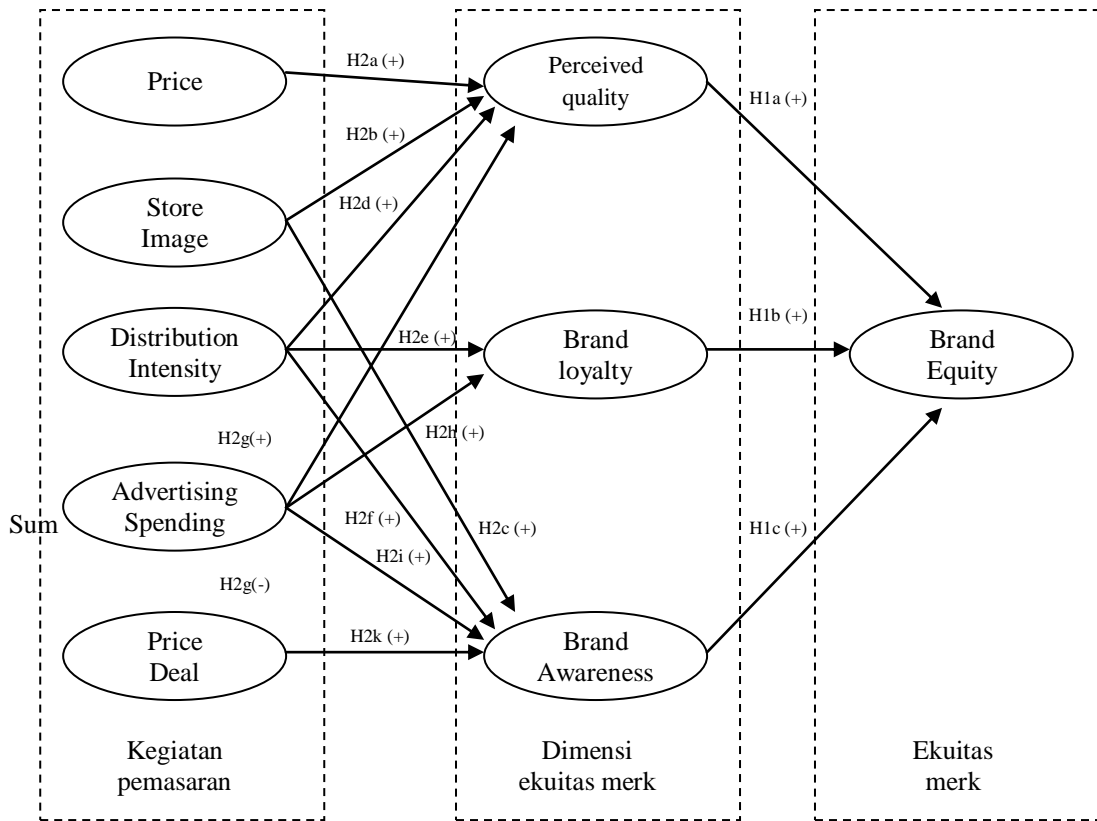 Price
Store
Image
Distribution
Intensity
Advertising
Spending
Price
Deal
Sum
Kegiatan
pemasaran
H2a (+)
H2b (+)
H2d (+)
H2e (+)
H2g(+)
H2h (+)
H2f (+)
H2c (+)
H2i (+)
H2g(-)
H2k (+)
Perceived
quality
Brand
loyalty
Brand
Awareness
Dimensi
ekuitas merk
H1a (+)
H1b (+)
H1c (+)
Brand
Equity
Ekuitas
merk